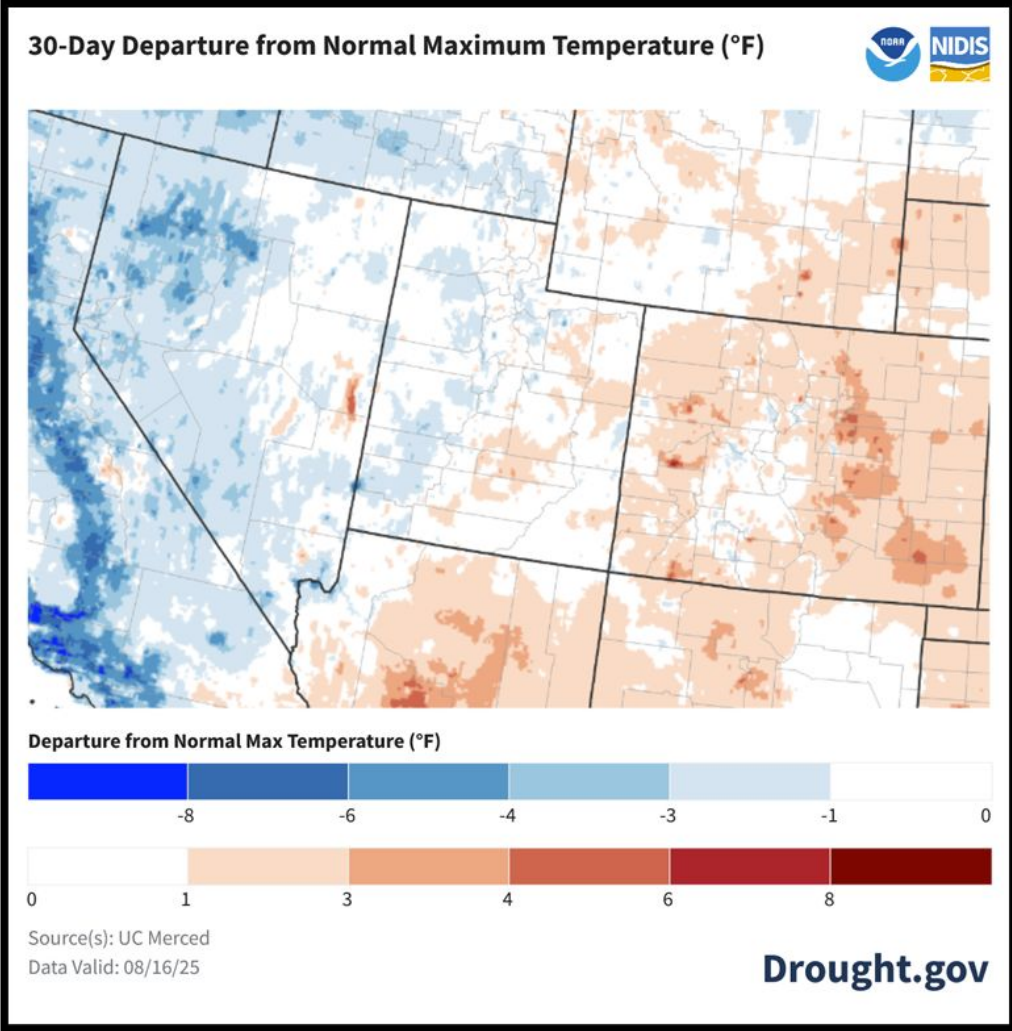 30-Day Departure from Normal Maximum Temperature (°F)
NOAA
NIDIS
Departure from Normal Max Temperature (°F)
-8 -6 -4 -3 -1 0
0 1 3 4 6 8
Source(s): UC Merced
Data Valid: 08/16/25
Drought.gov